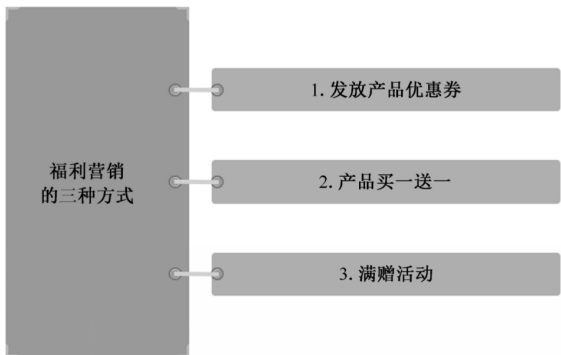 福利营销
的三种方式
1. 发放产品优惠券
2. 产品买一送一
3. 满赠活动